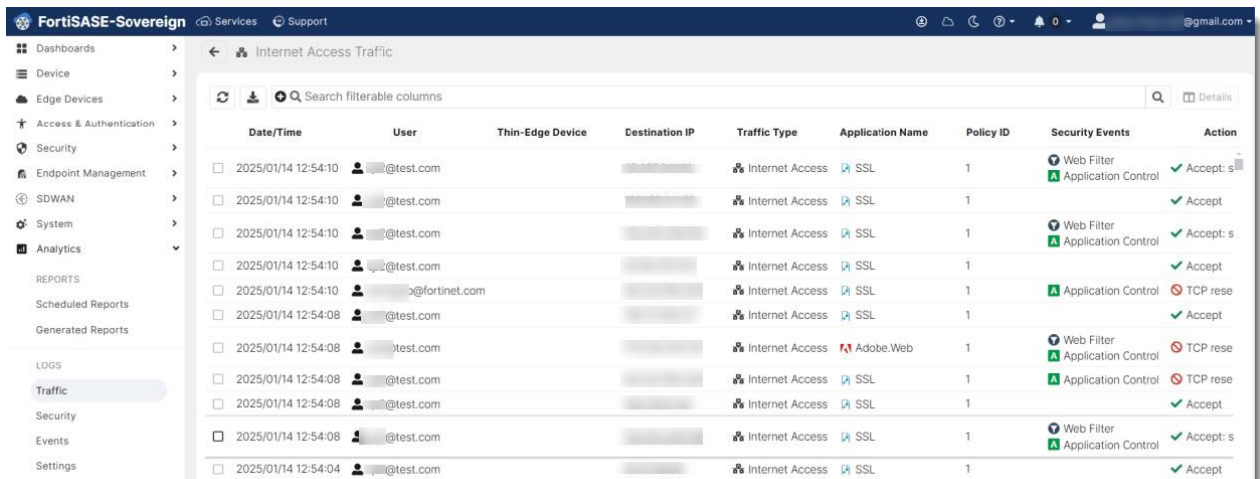 FortiSASE-Sovereign Services Support 0 @gmail.com
Dashboards
Device
Edge Devices
Access & Authentication
Security
Endpoint Management
SDWAN
System
Analytics
REPORTS
Scheduled Reports
Generated Reports
LOGS
Traffic
Security
Events
Settings
Internet Access Traffic
Search filterable columns Details
Date/Time User Thin-Edge Device Destination IP Traffic Type Application Name Policy ID Security Events Action
2025/01/14 12:54:10 @test.com Internet Access SSL 1 Web Filter Application Control Accept: s
2025/01/14 12:54:10 @test.com Internet Access SSL 1 Accept
2025/01/14 12:54:10 @test.com Internet Access SSL 1 Web Filter Application Control Accept: s
2025/01/14 12:54:10 @test.com Internet Access SSL 1 Accept
2025/01/14 12:54:10 @fortinet.com Internet Access SSL 1 Application Control TCP rese
2025/01/14 12:54:08 @test.com Internet Access SSL 1 Accept
2025/01/14 12:54:08 test.com Internet Access Adobe.Web 1 Web Filter Application Control TCP rese
2025/01/14 12:54:08 @test.com Internet Access SSL 1 Application Control TCP rese
2025/01/14 12:54:08 @test.com Internet Access SSL 1 Accept
2025/01/14 12:54:08 @test.com Internet Access SSL 1 Web Filter Application Control Accept: s
2025/01/14 12:54:04 @test.com Internet Access SSL 1 Accept